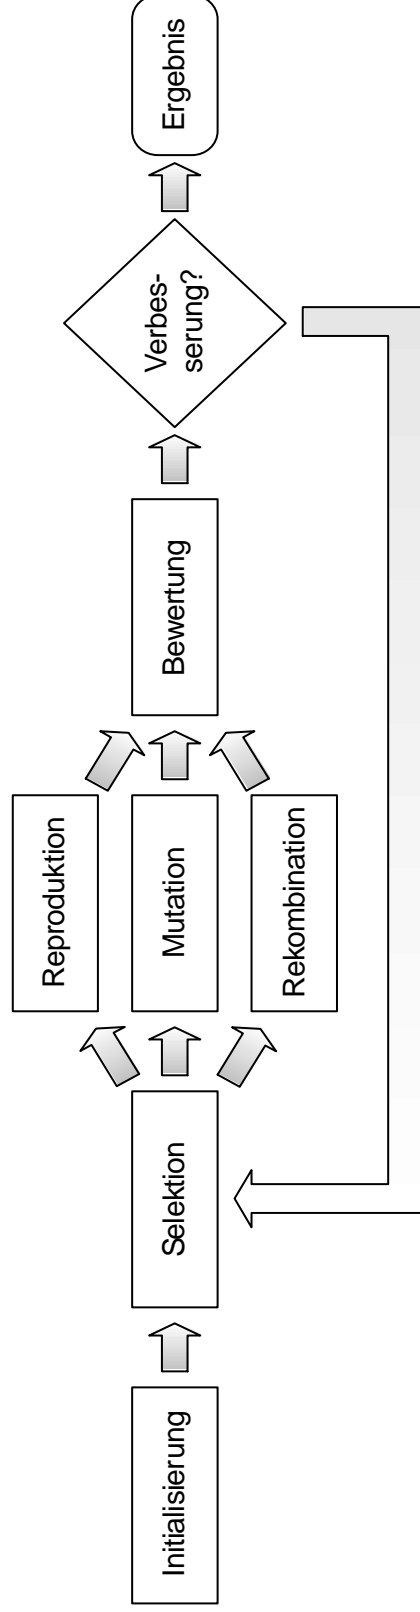 Initialisierung
Selektion
Reproduktion
Mutation
Rekombination
Bewertung
Verbes-
serung?
Ergebnis